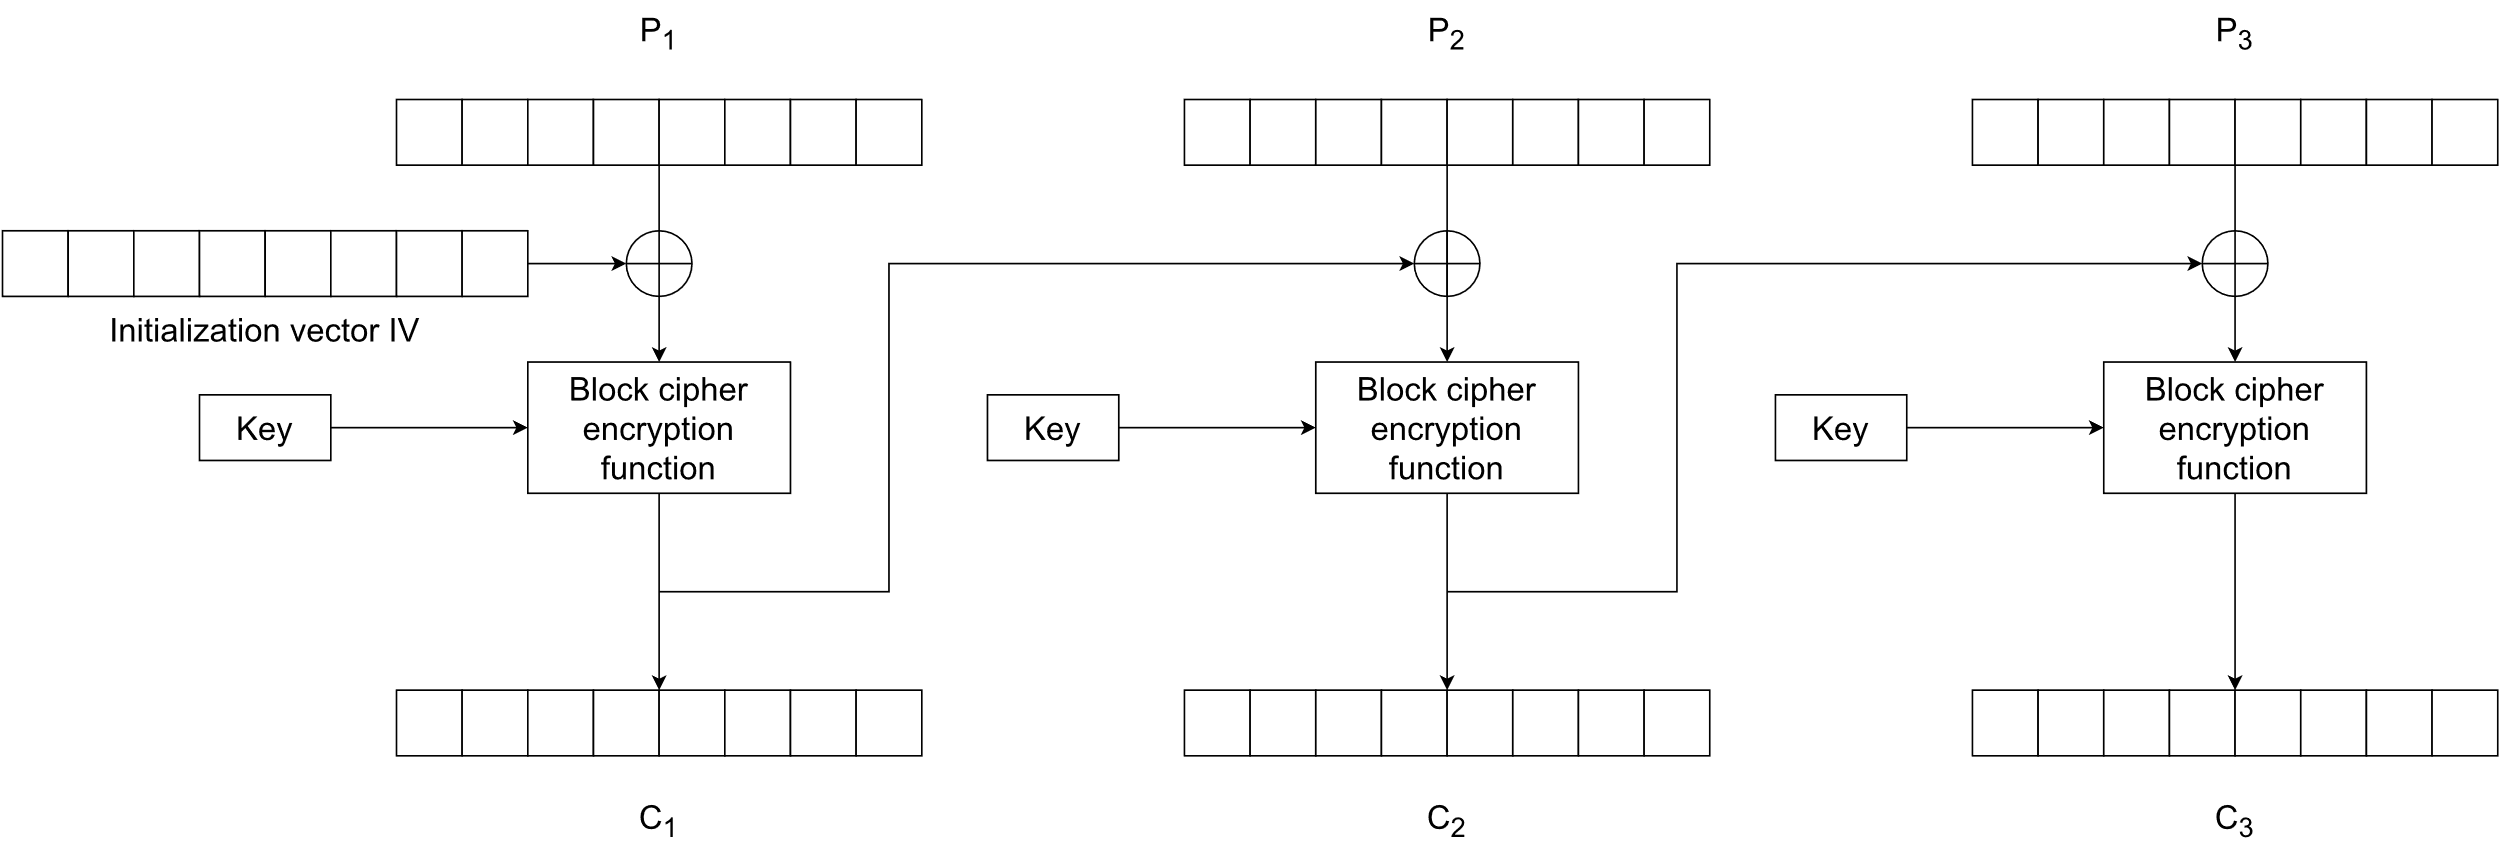 P1
P2
P3
Initialization vector IV
Key
Block cipher
encryption
function
Key
Block cipher
encryption
function
Key
Block cipher
encryption
function
C1
C2
C3